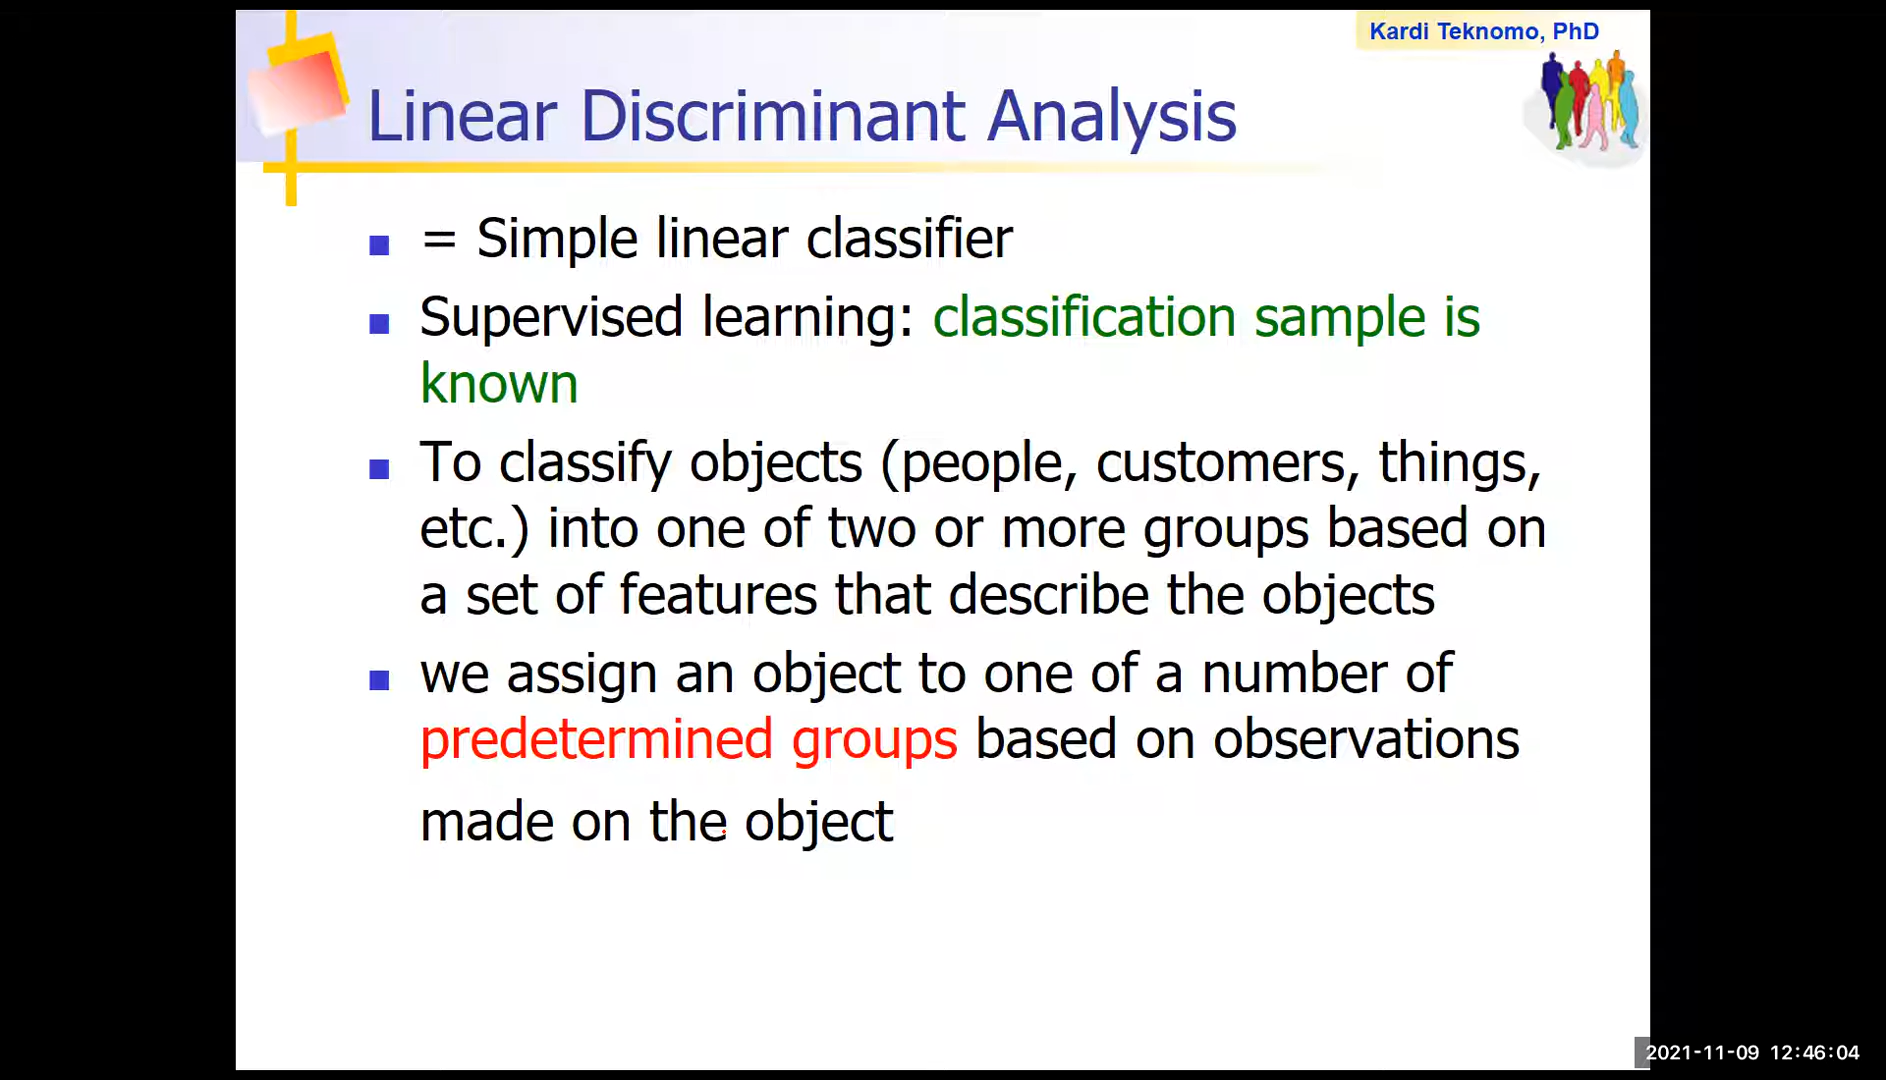 Kardi Teknomo, PhD
Linear Discriminant Analysis
= Simple linear classifier
Supervised learning: classification sample is
known
To classify objects (people, customers, things,
etc.) into one of two or more groups based on
a set of features that describe the objects
we assign an object to one of a number of
predetermined groups based on observations
made on the object
2021-11-09 12:46:04